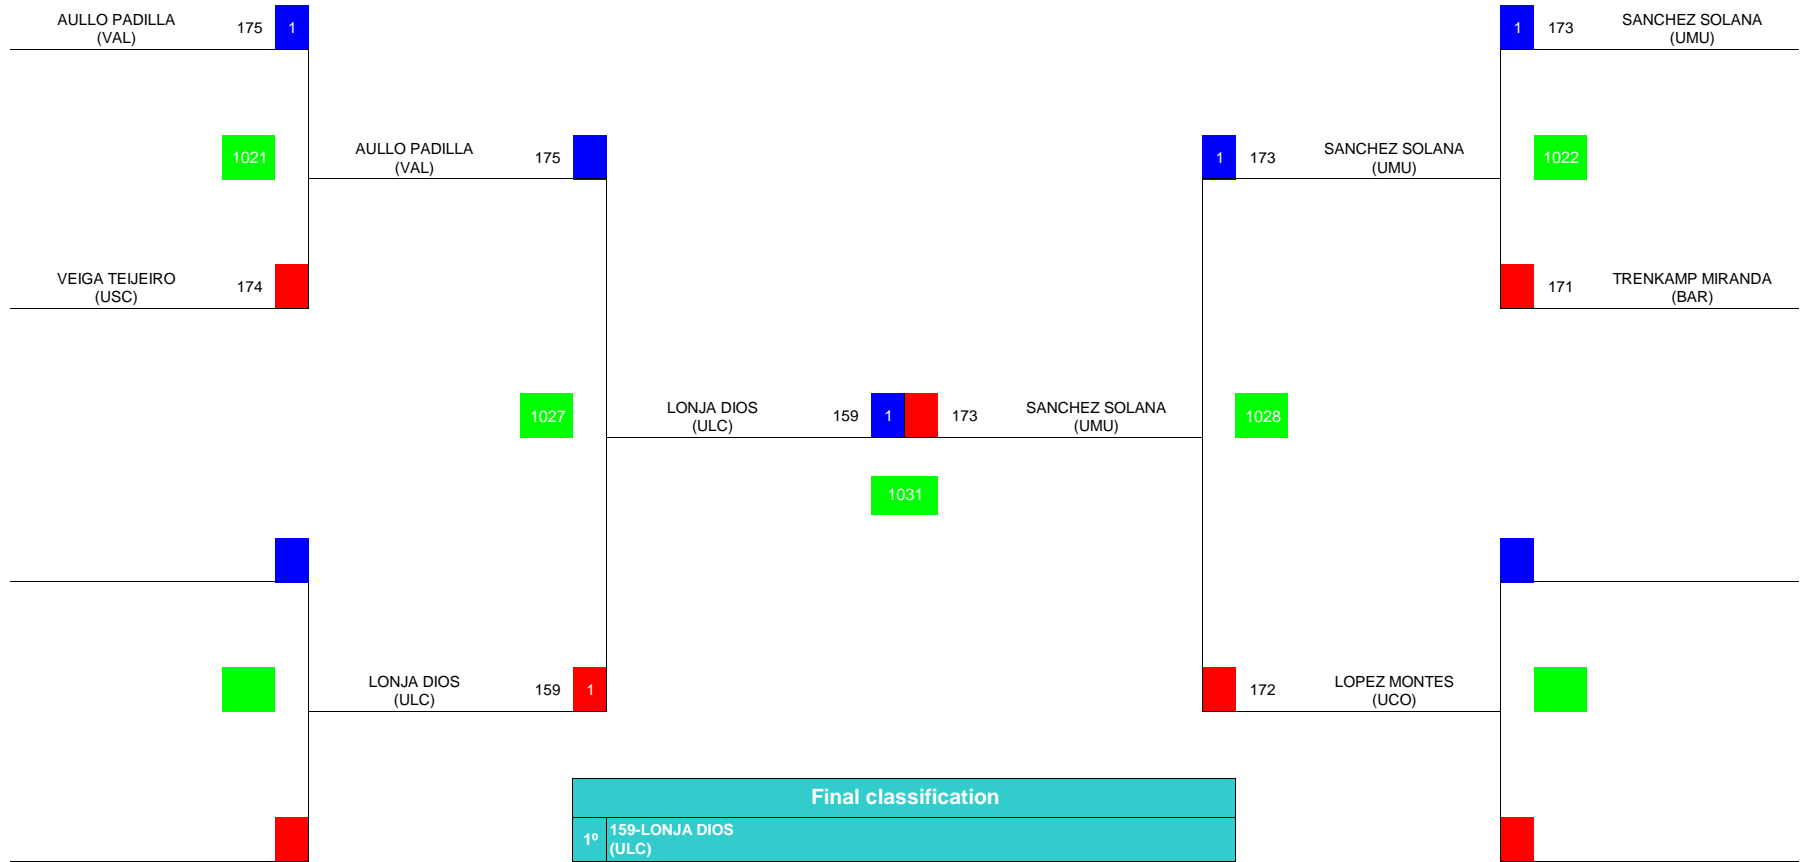 AULLO PADILLA
(VAL)
175
1
1
173
SANCHEZ SOLANA
(UMU)
1021
AULLO PADILLA
(VAL)
175
1
173
SANCHEZ SOLANA
(UMU)
1022
VEIGA TEIJEIRO
(USC)
174
171
TRENKAMP MIRANDA
(BAR)
1027
LONJA DIOS
(ULC)
159
1
173
SANCHEZ SOLANA
(UMU)
1028
1031
LONJA DIOS
(ULC)
159
1
172
LOPEZ MONTES
(UCO)
Final classification
1º
159-LONJA DIOS
(ULC)